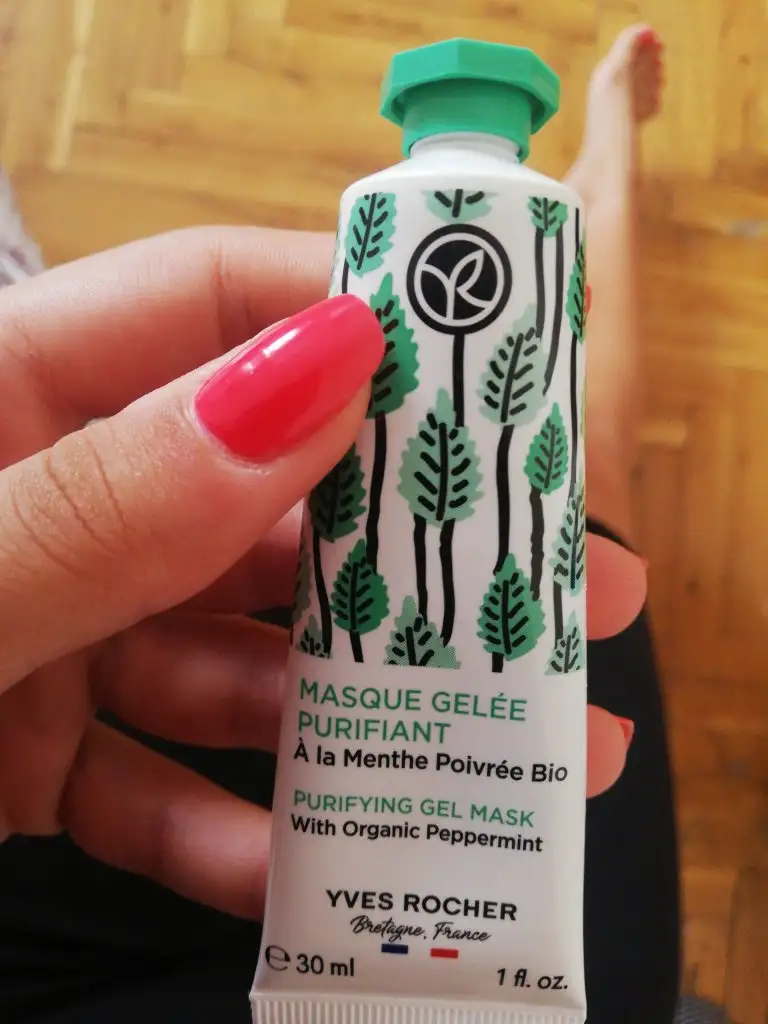 YR
MASQUE GELÉE
PURIFIANT
À la Menthe Poivrée Bio
PURIFYING GEL MASK
With Organic Peppermint
YVES ROCHER
Bretagne, France
℮ 30 ml 1 fl. oz.